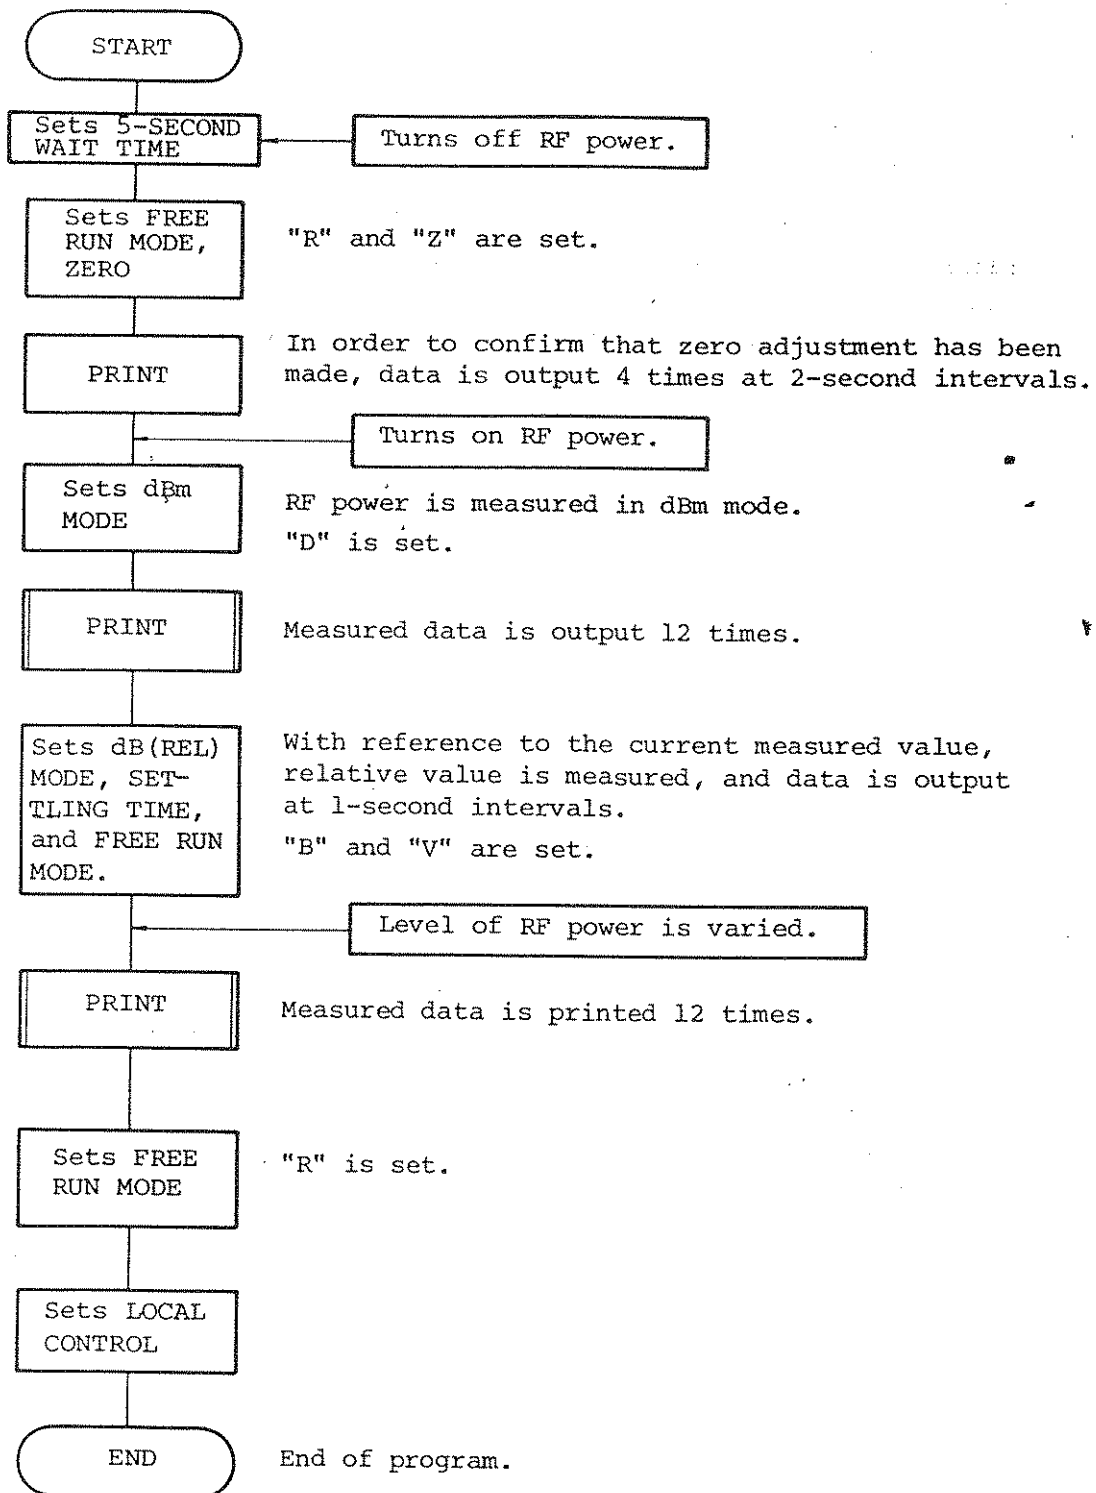 START
Sets 5-SECOND
WAIT TIME
Turns off RF power.
Sets FREE
RUN MODE,
ZERO
"R" and "Z" are set.
PRINT
In order to confirm that zero adjustment has been
made, data is output 4 times at 2-second intervals.
Turns on RF power.
Sets dBm
MODE
RF power is measured in dBm mode.
"D" is set.
PRINT
Measured data is output 12 times.
Sets dB(REL)
MODE, SET-
TLING TIME,
and FREE RUN
MODE.
With reference to the current measured value,
relative value is measured, and data is output
at 1-second intervals.
"B" and "V" are set.
Level of RF power is varied.
PRINT
Measured data is printed 12 times.
Sets FREE
RUN MODE
"R" is set.
Sets LOCAL
CONTROL
END
End of program.